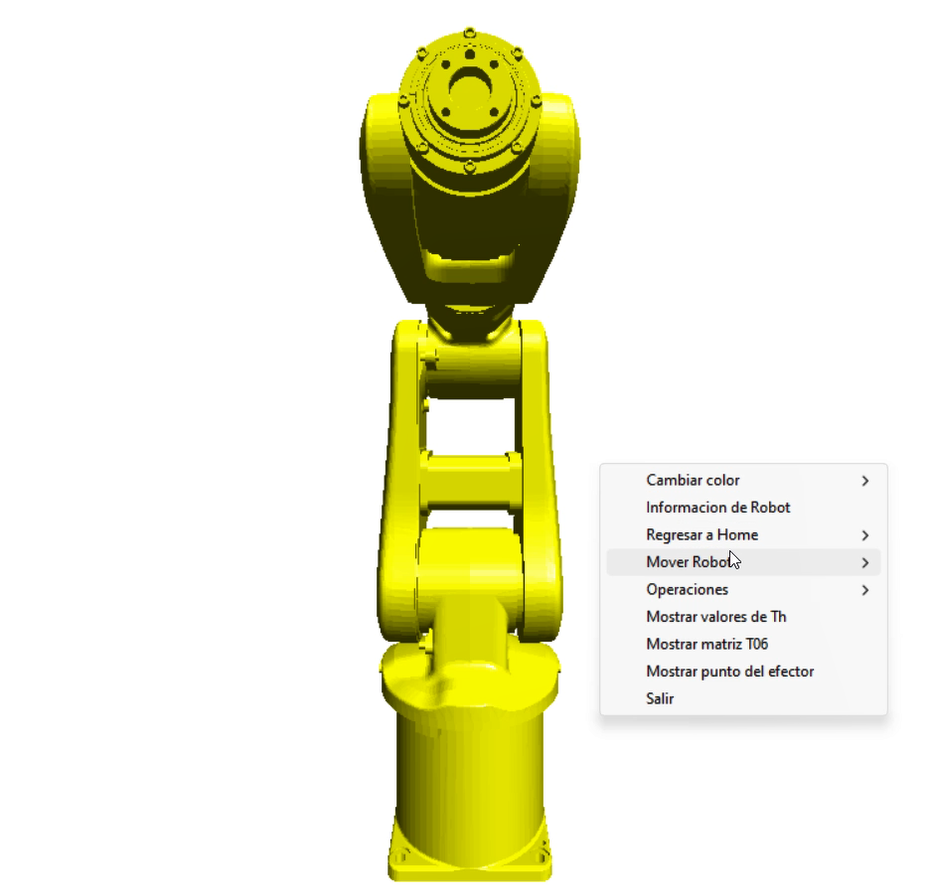 Cambiar color
Informacion de Robot
Regresar a Home
Mover Robot
Operaciones
Mostrar valores de Th
Mostrar matriz T06
Mostrar punto del efector
Salir